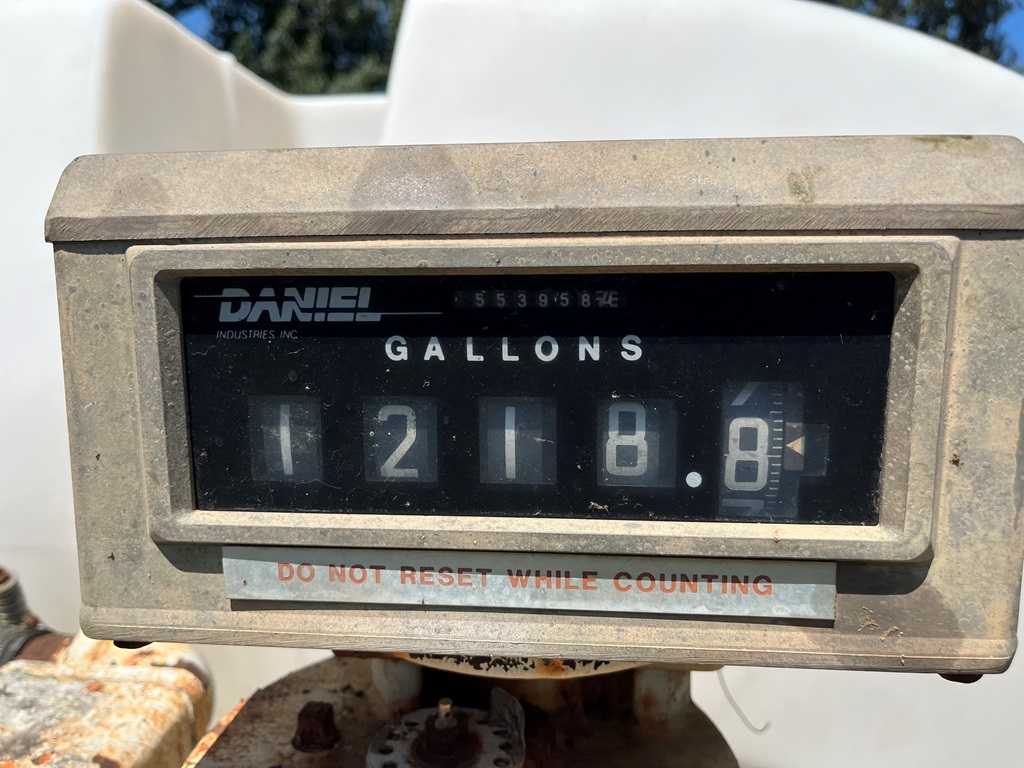 DANIEL
INDUSTRIES, INC
GALLONS
1218.8
DO NOT RESET WHILE COUNTING